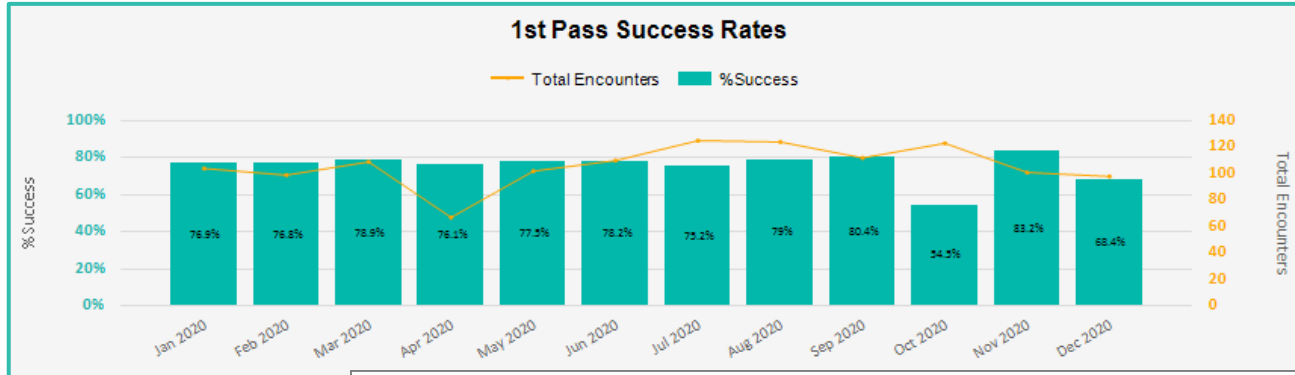 1st Pass Success Rates
Total Encounters %Success
%Success
100%
80%
60%
40%
20%
0%
76.9% 76.8% 78.9% 76.1% 77.5% 78.2% 75.2% 79% 80.4% 54.5% 83.2% 68.4%
140
120
100
80
60
40
20
0
Total Encounters
Jan 2020 Feb 2020 Mar 2020 Apr 2020 May 2020 Jun 2020 Jul 2020 Aug 2020 Sep 2020 Oct 2020 Nov 2020 Dec 2020